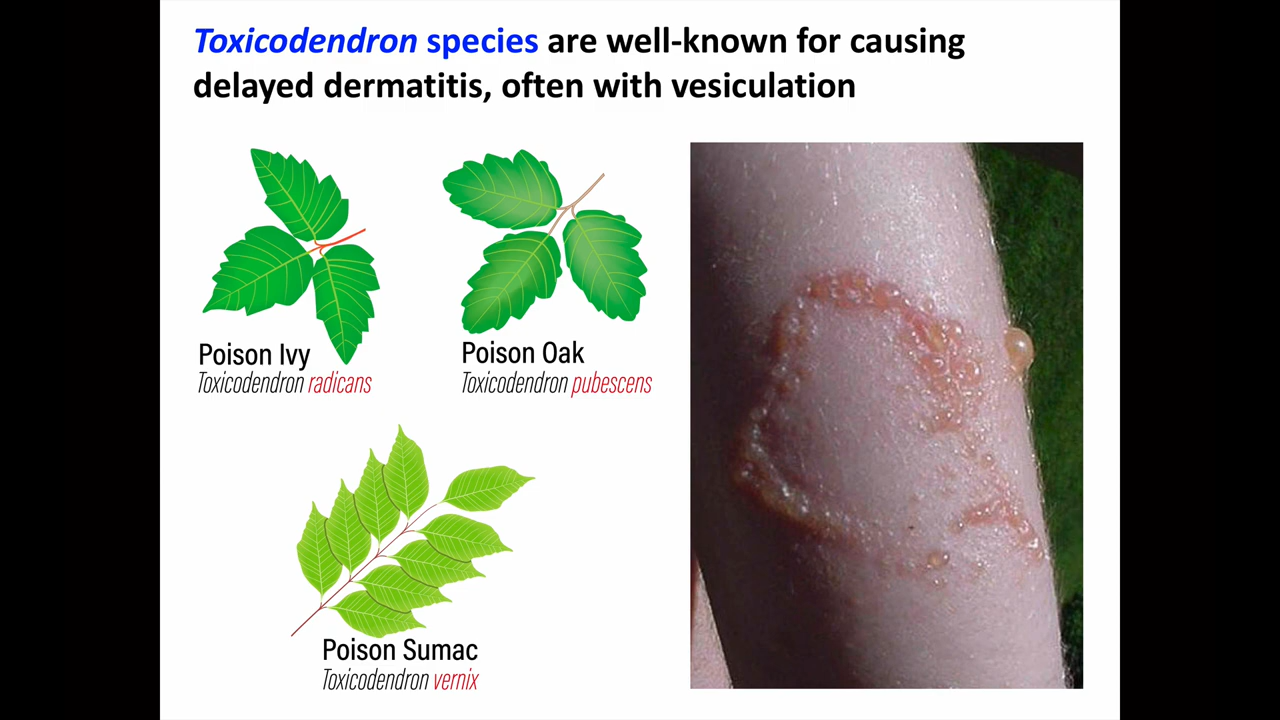 Toxicodendron species are well-known for causing
delayed dermatitis, often with vesiculation
Poison Ivy
Toxicodendron radicans
Poison Oak
Toxicodendron pubescens
Poison Sumac
Toxicodendron vernix